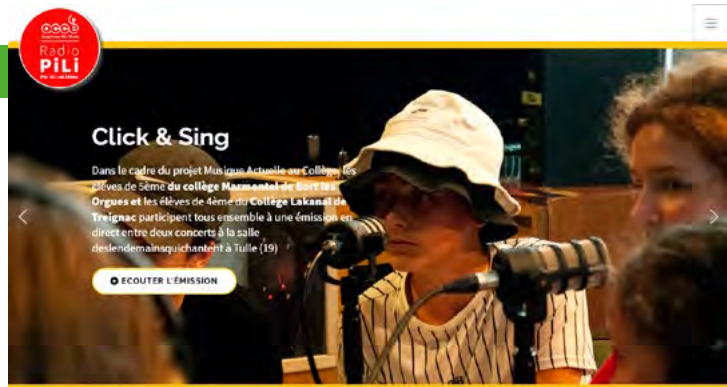 occe
Radio
PiLi
Click & Sing
Dans le cadre du projet Musique Actuelle au Collège, les
élèves de 5ème du collège Marmontel de Bort les
Orgues et les élèves de 4ème du Collège Lakanal de
Treignac participent tous ensemble à une émission en
direct entre deux concerts à la salle
deslendemainsquichantent à Tulle (19)
ECOUTER L'ÉMISSION